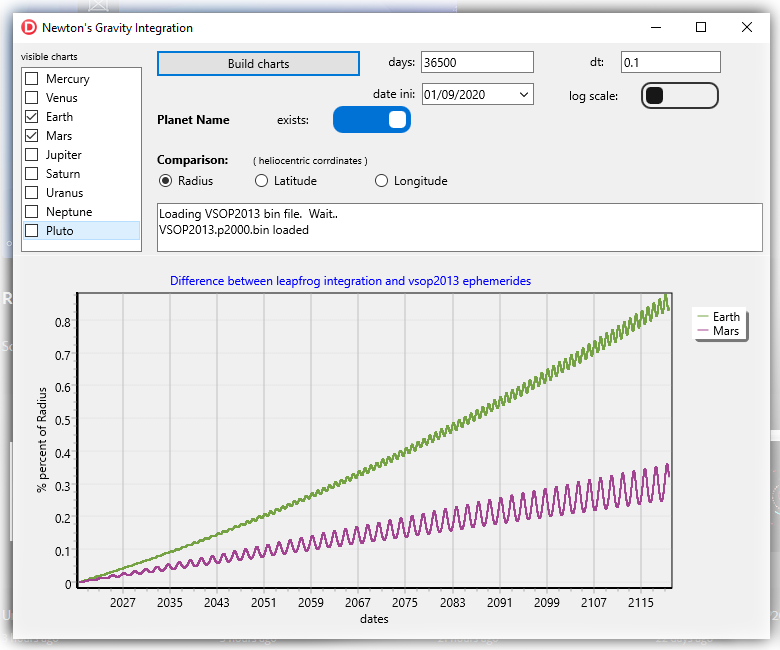 Newton's Gravity Integration
visible charts
Mercury
Venus
Earth
Mars
Jupiter
Saturn
Uranus
Neptune
Pluto
Build charts
days: 36500
dt: 0.1
date ini: 01/09/2020
log scale:
Planet Name exists:
Comparison: ( heliocentric corrdinates )
Radius Latitude Longitude
Loading VSOP2013 bin file. Wait..
VSOP2013.p2000.bin loaded
Difference between leapfrog integration and vsop2013 ephemerides
Earth
Mars
% percent of Radius
0.8
0.7
0.6
0.5
0.4
0.3
0.2
0.1
0
2027 2035 2043 2051 2059 2067 2075 2083 2091 2099 2107 2115
dates